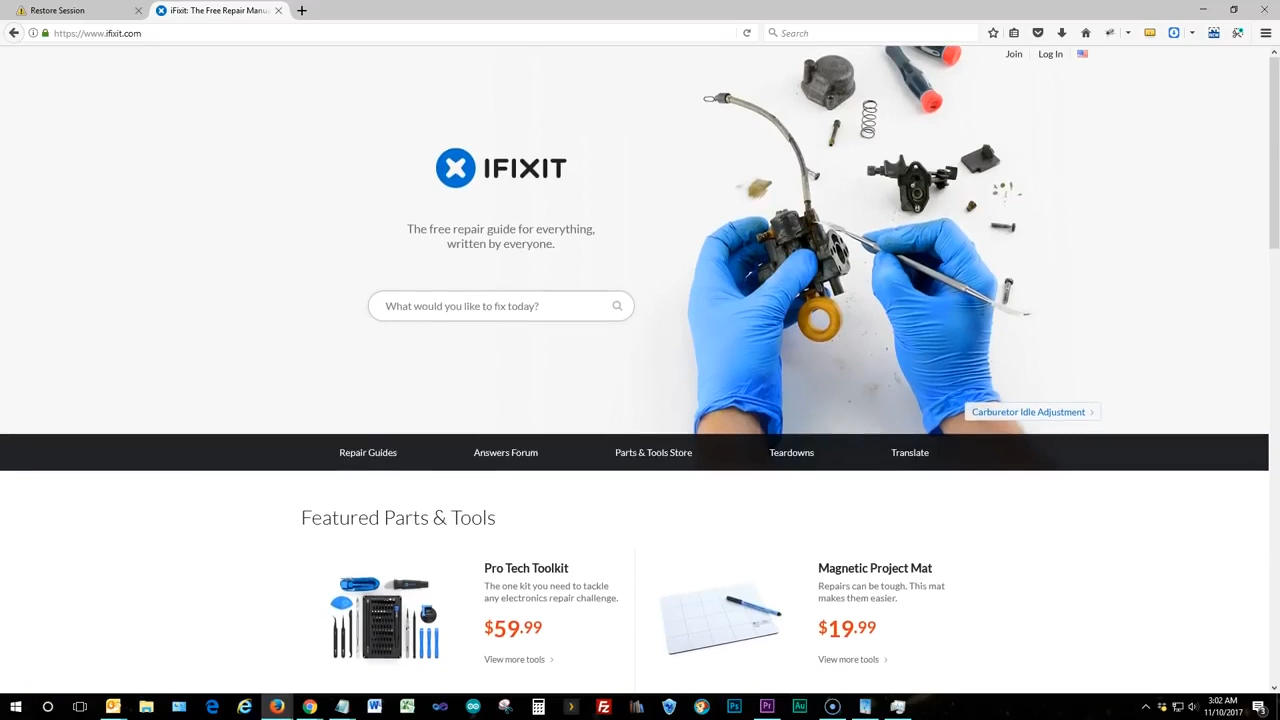 Restore Session
iFixit: The Free Repair Manu
https://www.ifixit.com
Search
Join
Log In
IFIXIT
The free repair guide for everything,
written by everyone.
What would you like to fix today?
Carburetor Idle Adjustment
Repair Guides
Answers Forum
Parts & Tools Store
Teardowns
Translate
Featured Parts & Tools
Pro Tech Toolkit
The one kit you need to tackle
any electronics repair challenge.
$59.99
View more tools
Magnetic Project Mat
Repairs can be tough. This mat
makes them easier.
$19.99
View more tools
3:02 AM
11/10/2017